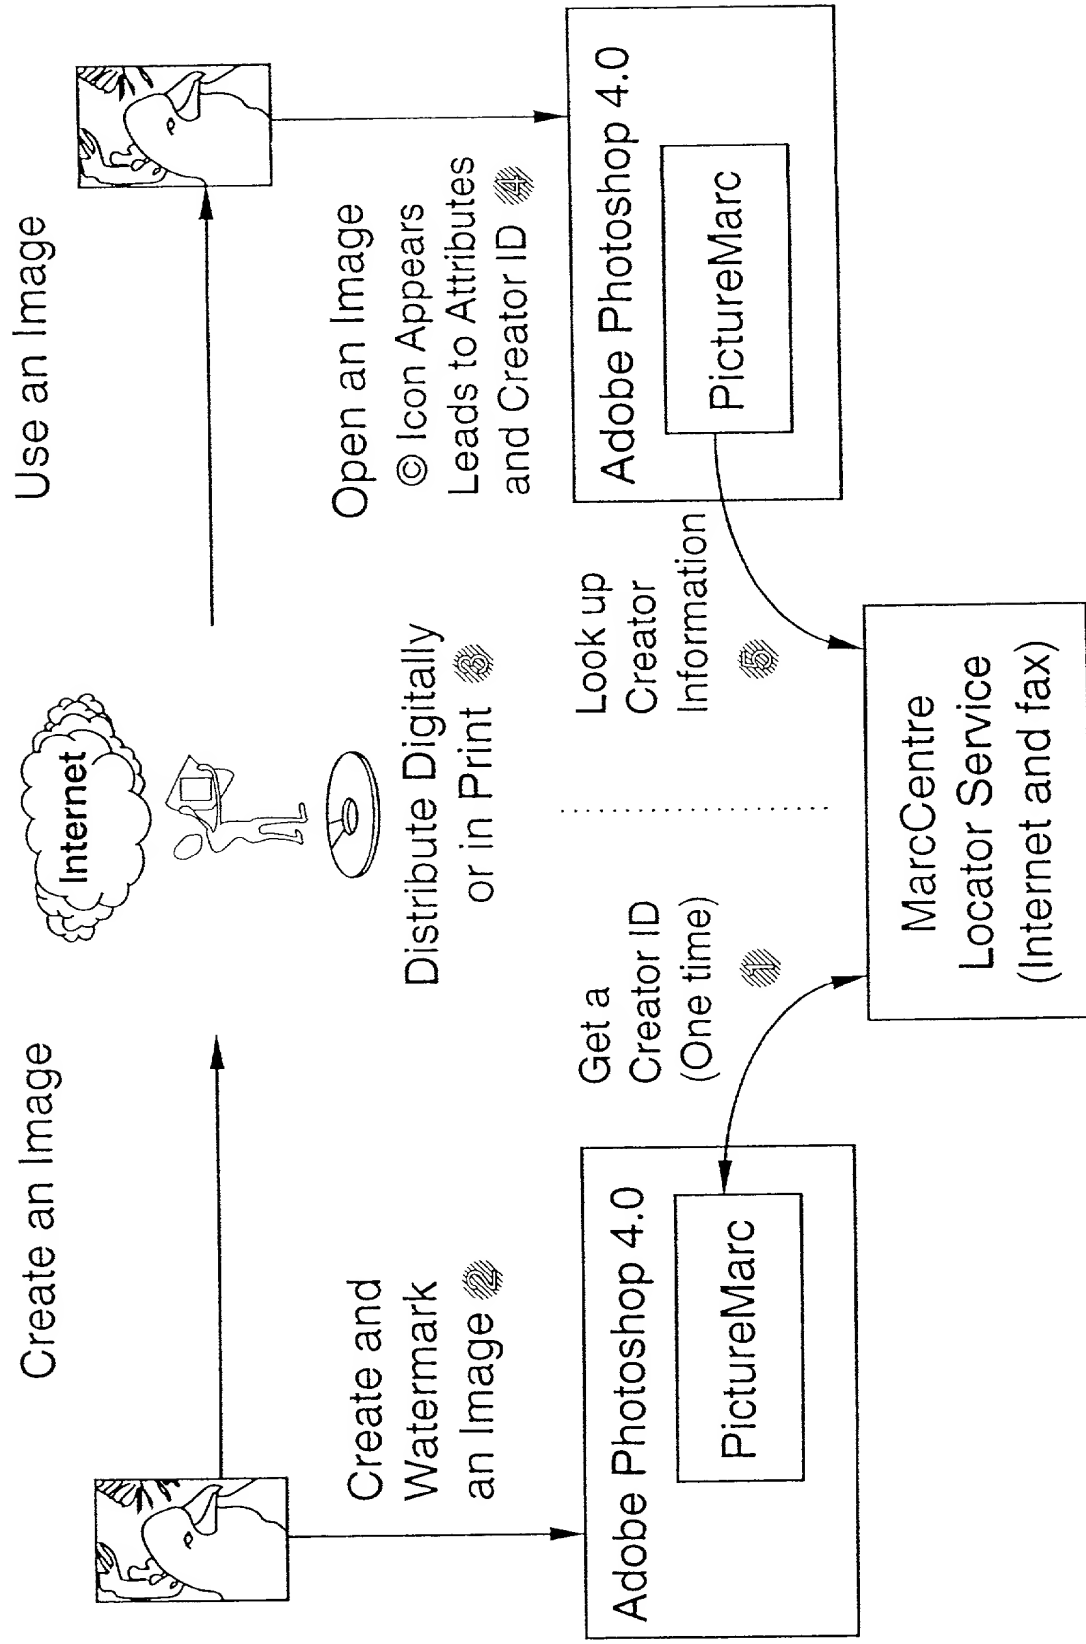 Create an Image
Use an Image
Internet
Create and
Watermark
an Image 2
Distribute Digitally
or in Print 3
Open an Image
© Icon Appears
Leads to Attributes
and Creator ID 4
Adobe Photoshop 4.0
PictureMarc
Get a
Creator ID
(One time)
1
Look up
Creator
Information
5
Adobe Photoshop 4.0
PictureMarc
MarcCentre
Locator Service
(Internet and fax)